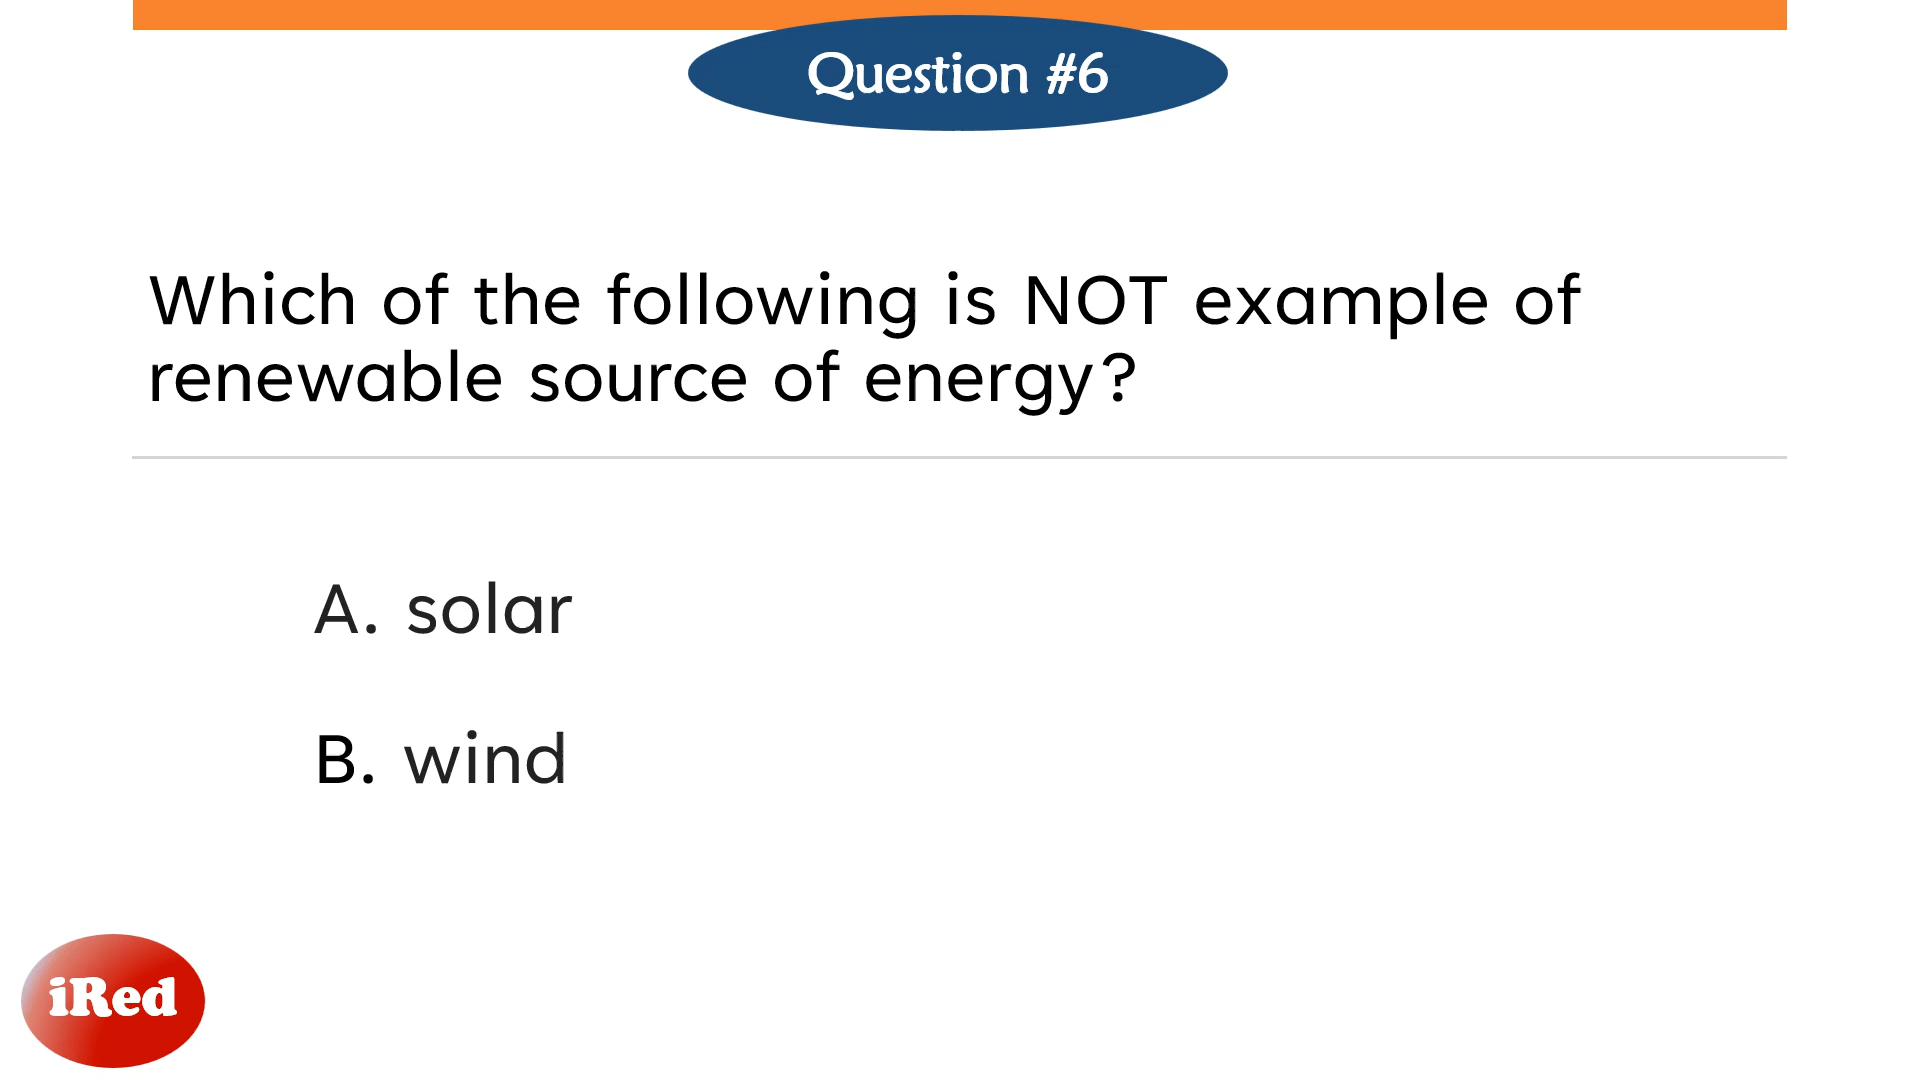 Question #6
Which of the following is NOT example of
renewable source of energy?
A. solar
B. wind
iRed